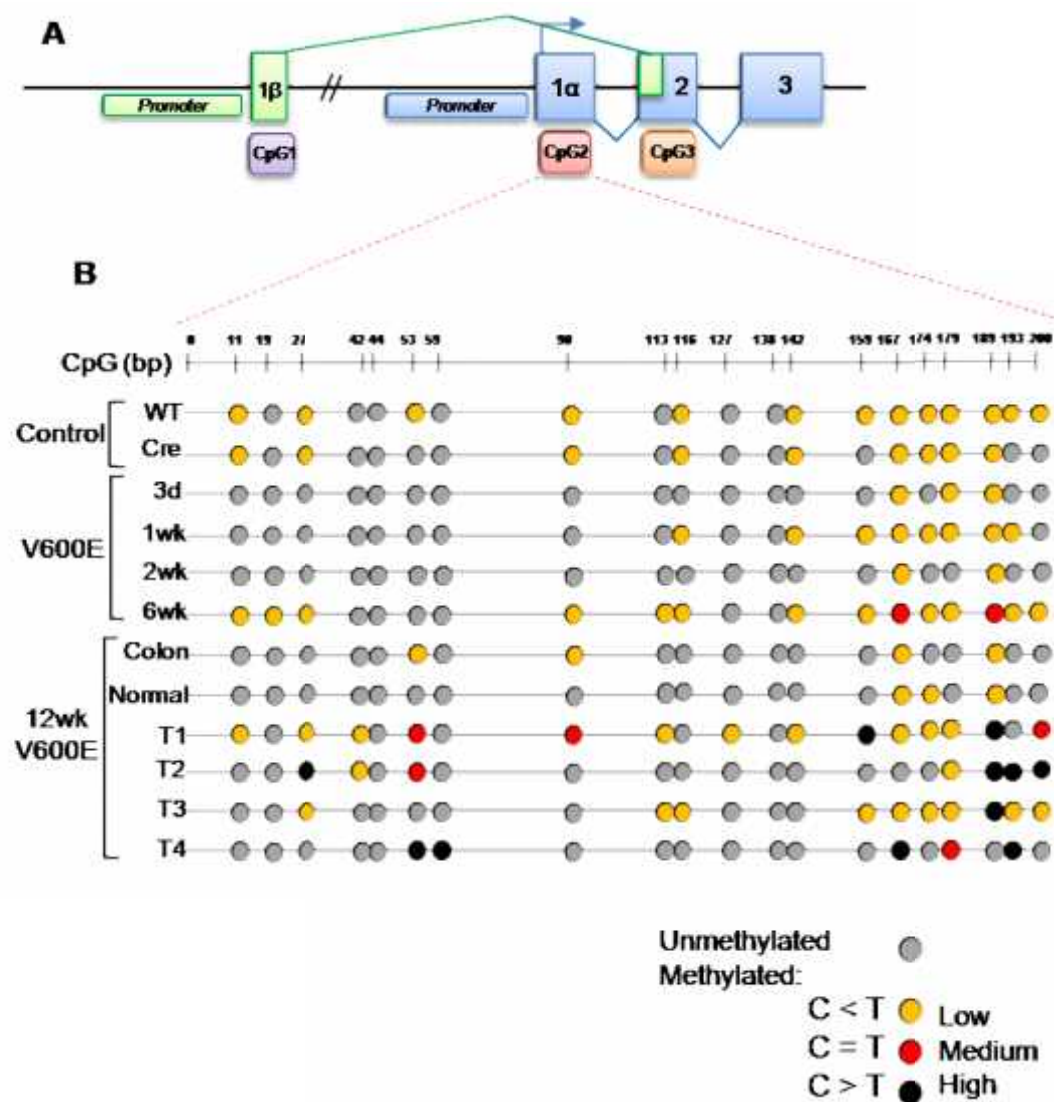 A
1β
//
1α
2
3
Promoter
Promoter
CpG1
CpG2
CpG3
B
0 11 19 27 42 44 53 59 90 113 116 127 138 142 159 167 174 179 189 193 200
CpG (bp)
Control
WT
Cre
V600E
3d
1wk
2wk
6wk
12wk
V600E
Colon
Normal
T1
T2
T3
T4
Unmethylated
Methylated:
C < T Low
C = T Medium
C > T High